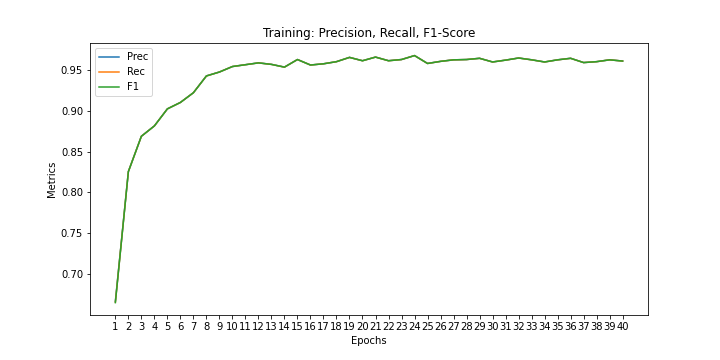 Training: Precision, Recall, F1-Score
Prec
Rec
F1
Metrics
0.95
0.90
0.85
0.80
0.75
0.70
1 2 3 4 5 6 7 8 9 10 11 12 13 14 15 16 17 18 19 20 21 22 23 24 25 26 27 28 29 30 31 32 33 34 35 36 37 38 39 40
Epochs